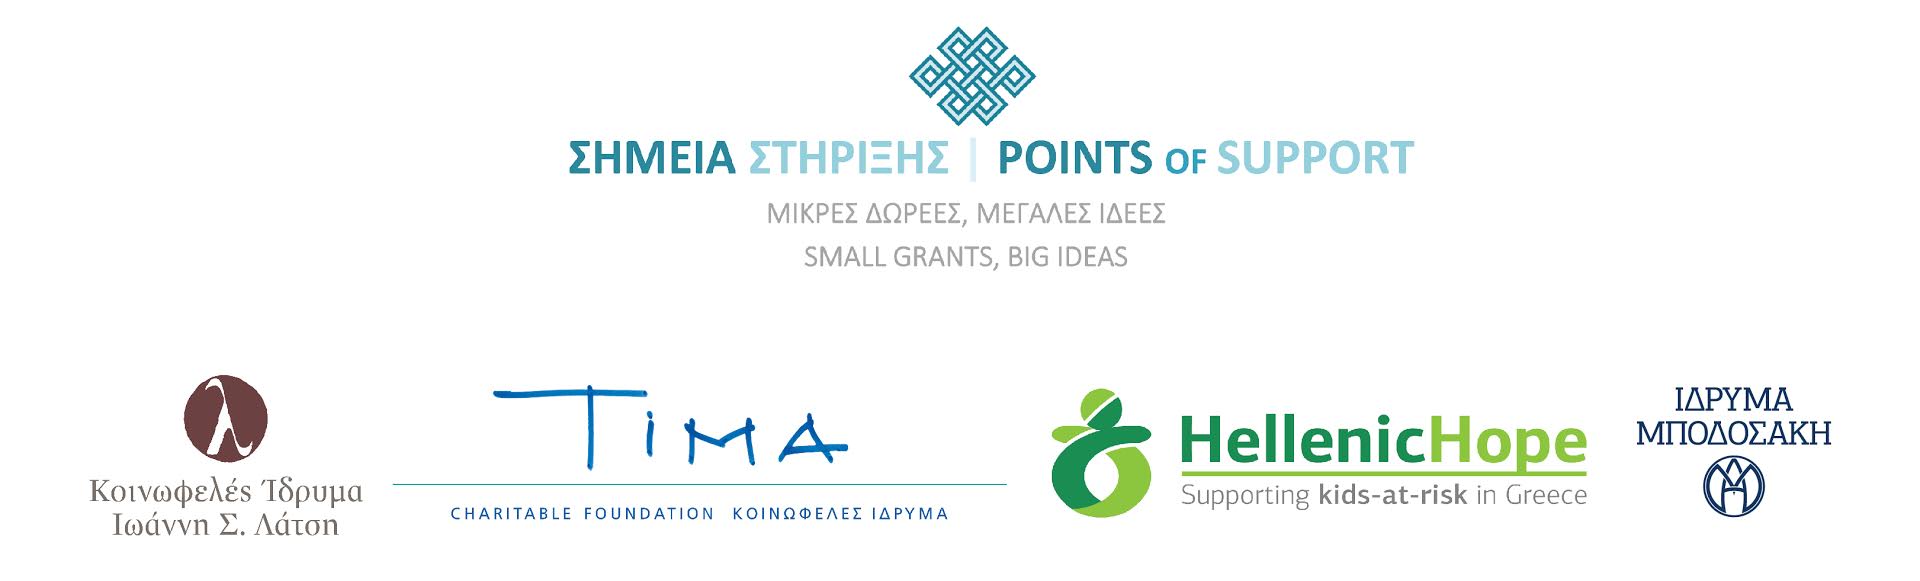 ΣΗΜΕΙΑ ΣΤΗΡΙΞΗΣ | POINTS OF SUPPORT
ΜΙΚΡΕΣ ΔΩΡΕΕΣ, ΜΕΓΑΛΕΣ ΙΔΕΕΣ
SMALL GRANTS, BIG IDEAS
λ
Κοινωφελές Ίδρυμα
Ιωάννη Σ. Λάτση
TIMA
CHARITABLE FOUNDATION ΚΟΙΝΩΦΕΛΕΣ ΙΔΡΥΜΑ
HellenicHope
Supporting kids-at-risk in Greece
ΙΔΡΥΜΑ
ΜΠΟΔΟΣΑΚΗ